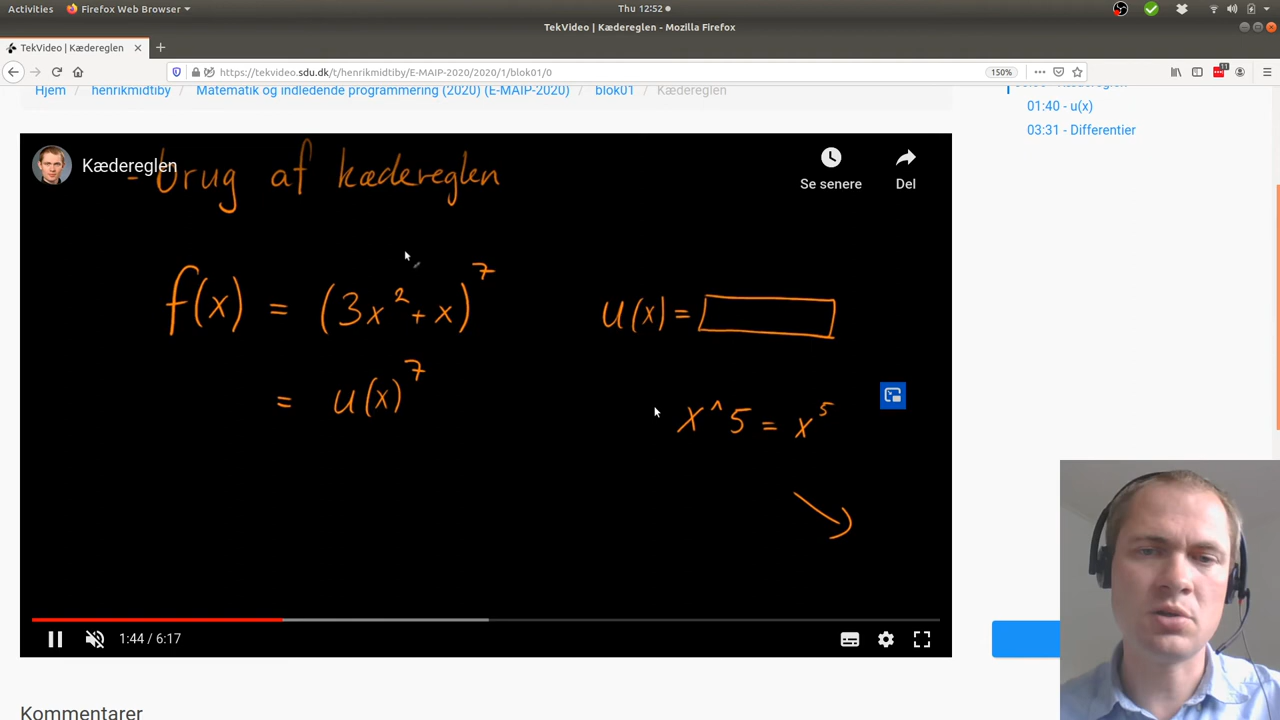 Activities Firefox Web Browser Thu 12:52
TekVideo | Kædereglen - Mozilla Firefox
TekVideo | Kædereglen
https://tekvideo.sdu.dk/t/henrikmidtiby/E-MAIP-2020/2020/1/blok01/0 150% 11
Hjem / henrikmidtiby / Matematik og indledende programmering (2020) (E-MAIP-2020) / blok01 / Kædereglen
01:40 - u(x)
03:31 - Differentier
Kædereglen
Se senere
Del
- brug af kædereglen
f(x) = (3x²+x)⁷
u(x) =
= u(x)⁷
x^5 = x⁵
1:44 / 6:17
Kommentarer